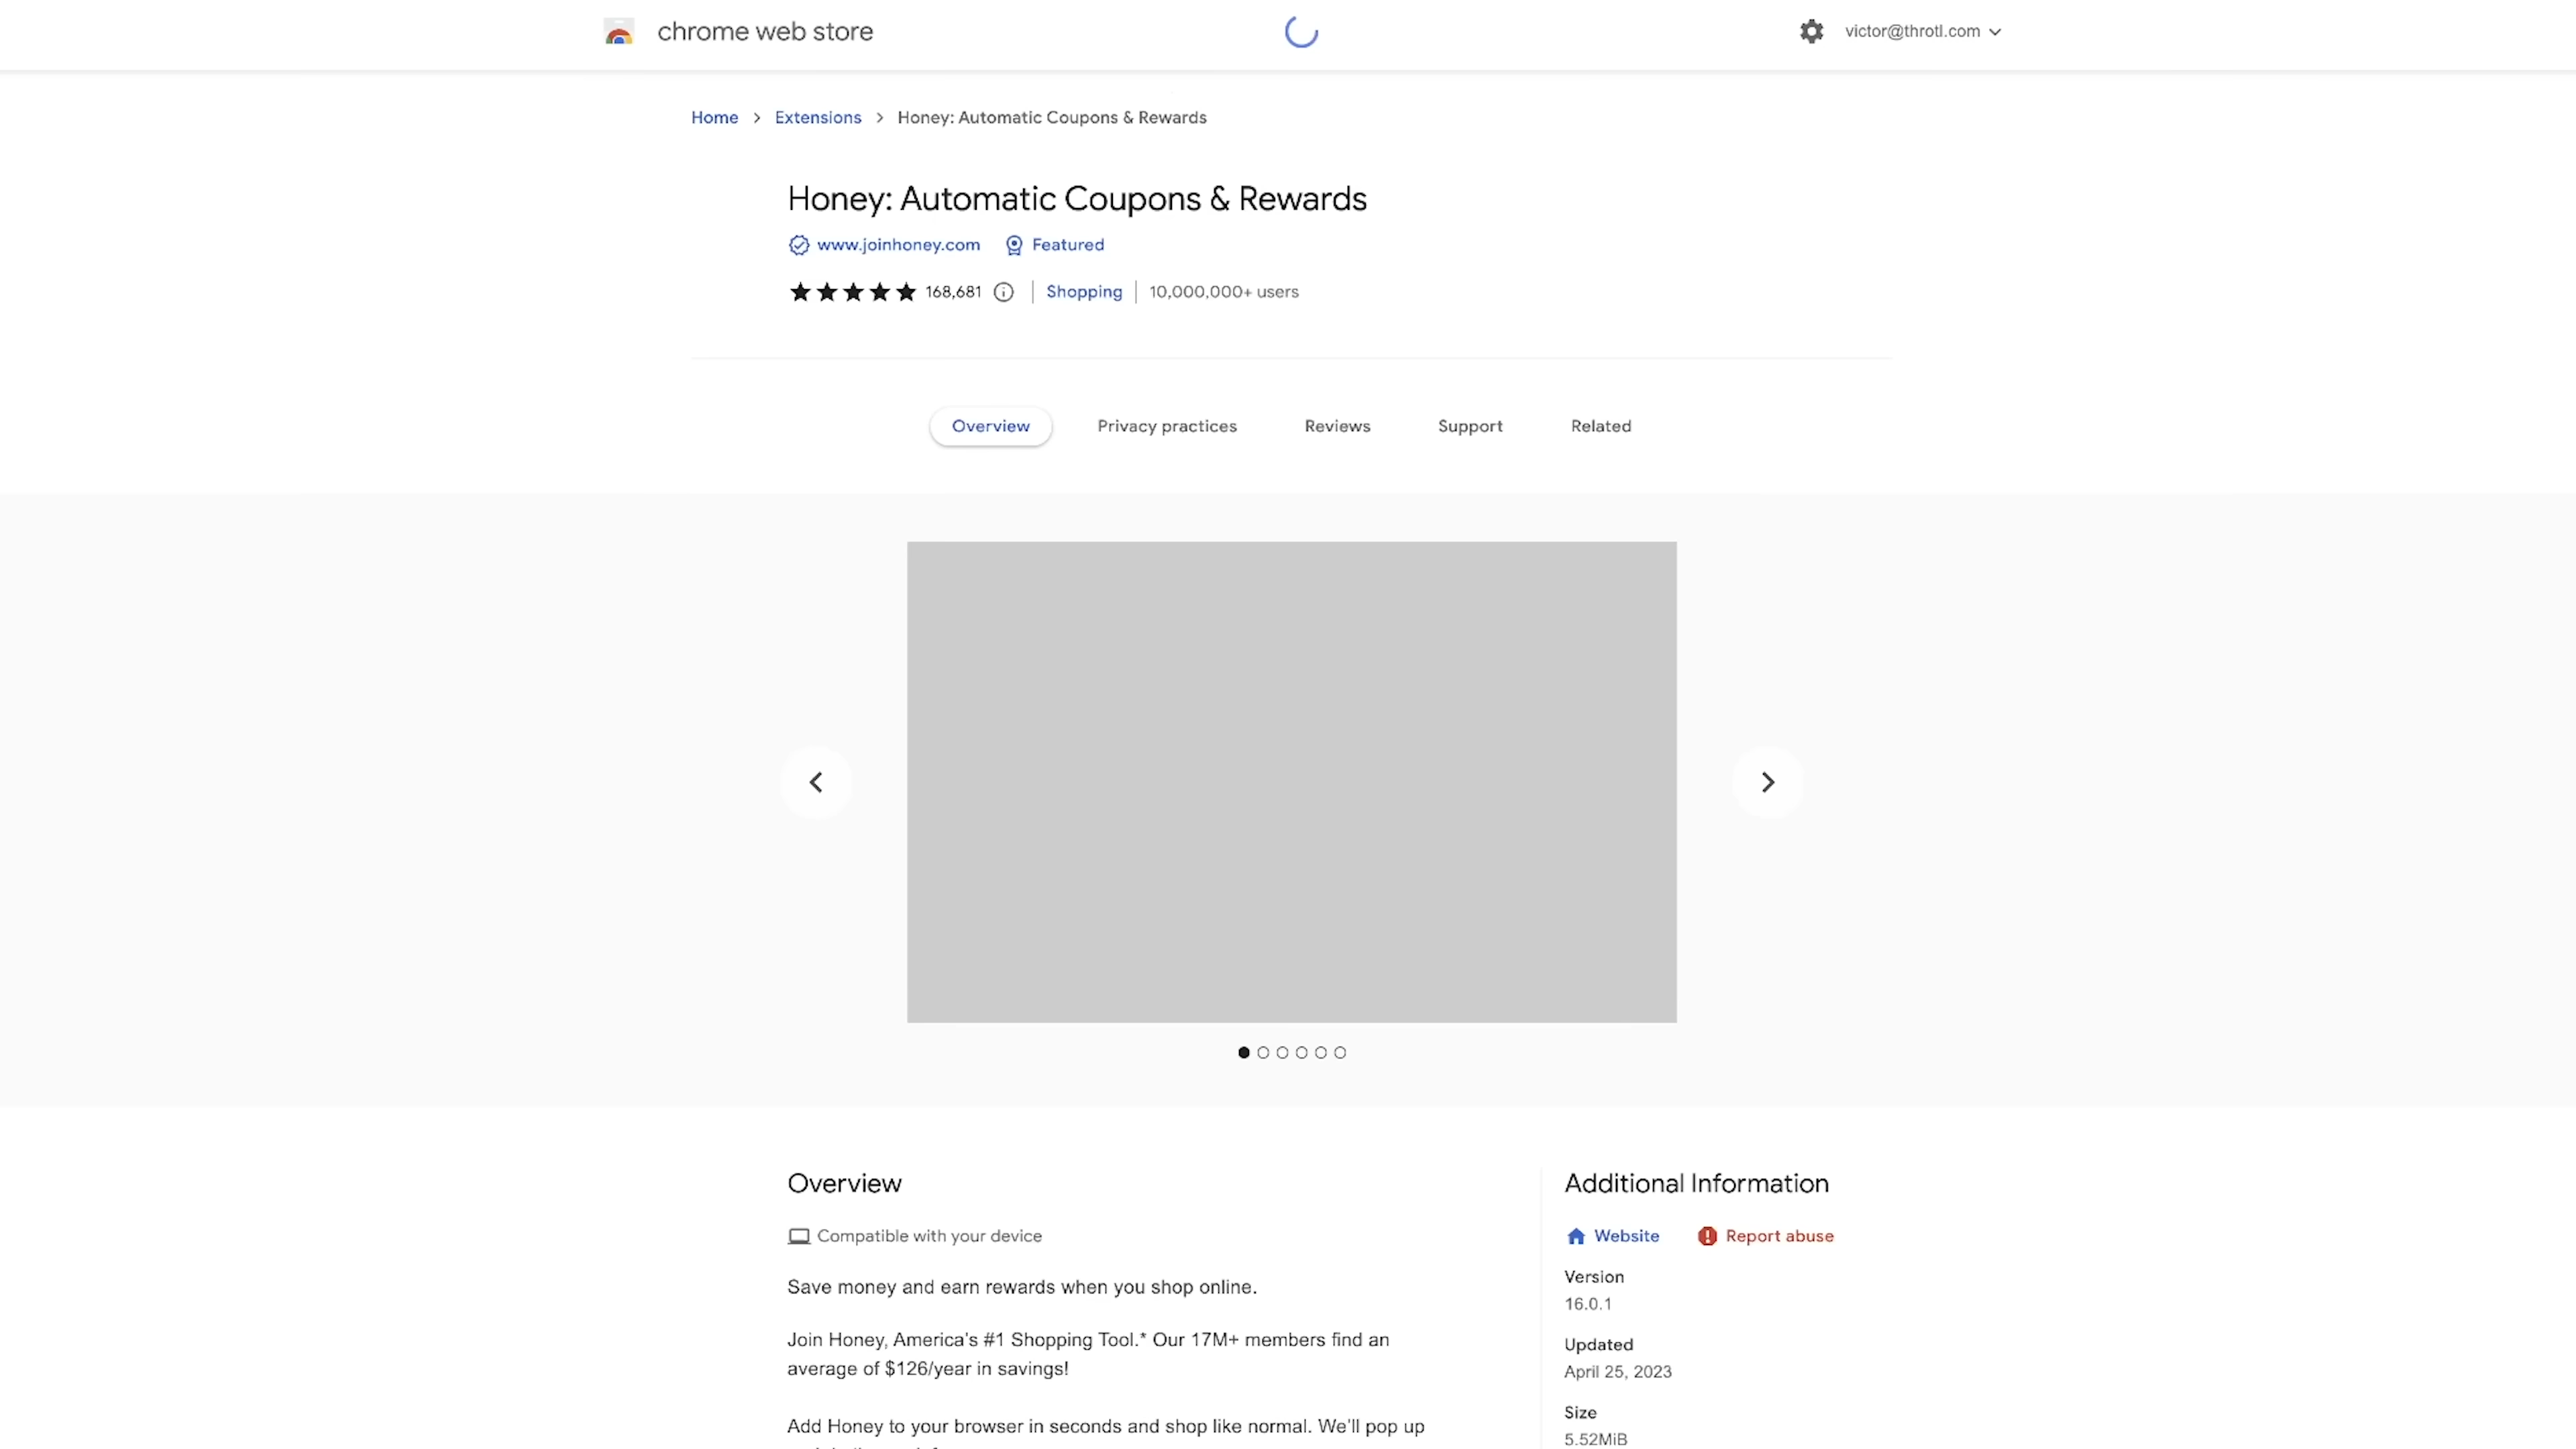 chrome web store
victor@throtl.com
Home > Extensions > Honey: Automatic Coupons & Rewards
Honey: Automatic Coupons & Rewards
www.joinhoney.com Featured
168,681 Shopping 10,000,000+ users
Overview Privacy practices Reviews Support Related
Overview
Compatible with your device
Save money and earn rewards when you shop online.
Join Honey, America's #1 Shopping Tool.* Our 17M+ members find an
average of $126/year in savings!
Add Honey to your browser in seconds and shop like normal. We'll pop up
Additional Information
Website Report abuse
Version
16.0.1
Updated
April 25, 2023
Size
5.52MiB